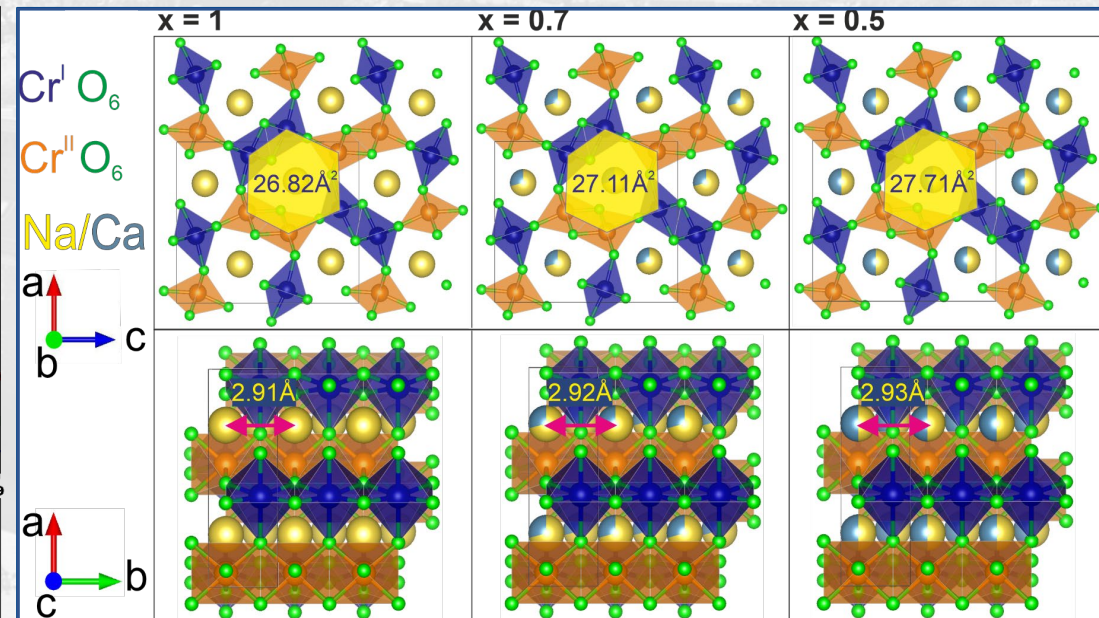 x = 1
x = 0.7
x = 0.5
Crᴵ O₆
Crᴵᴵ O₆
Na/Ca
26.82Å²
27.11Å²
27.71Å²
a
c
b
2.91Å
2.92Å
2.93Å
a
b
c